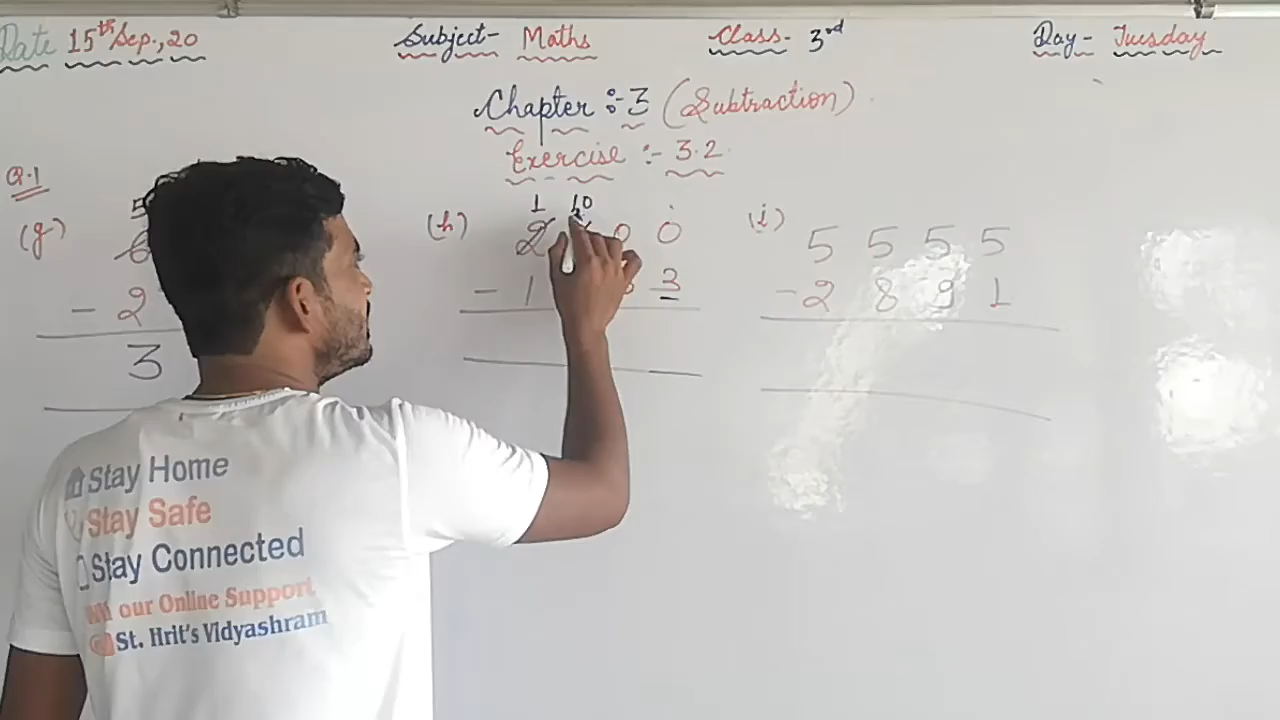 Date 15th Sep., 20 Subject- Maths Class- 3rd Day- Tuesday
Chapter :- 3 (Subtraction)
Exercise :- 3.2
Q.1
(g) 6
- 2
3
(h) 1 10
2 0 0
- 1 3
(i) 5 5 5 5
- 2 8 9 1
Stay Home
Stay Safe
Stay Connected
our Online Support
St. Hrit's Vidyashram